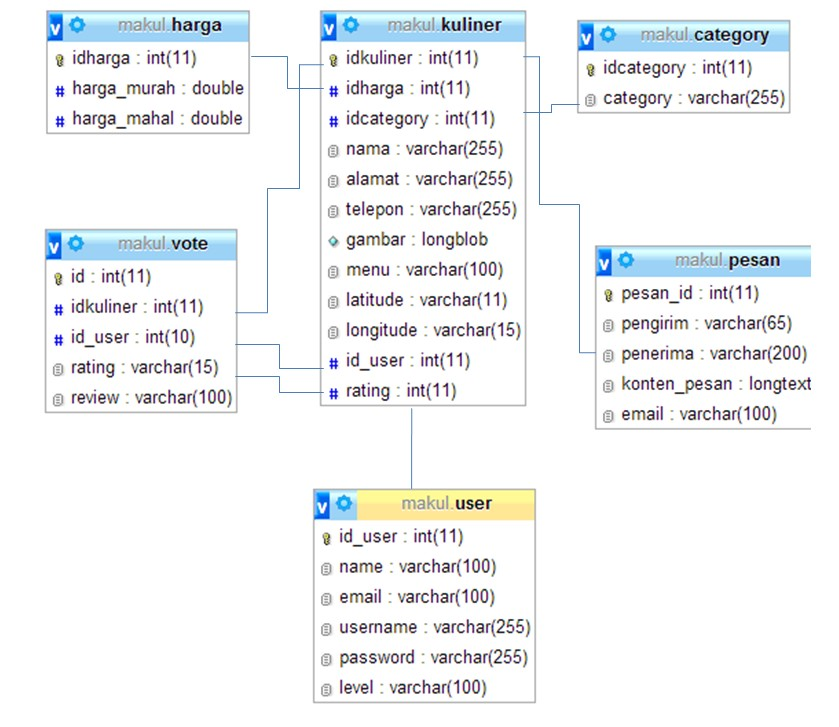 makul.harga
idharga : int(11)
harga_murah : double
harga_mahal : double
makul.kuliner
idkuliner : int(11)
idharga : int(11)
idcategory : int(11)
nama : varchar(255)
alamat : varchar(255)
telepon : varchar(255)
gambar : longblob
menu : varchar(100)
latitude : varchar(11)
longitude : varchar(15)
id_user : int(11)
rating : int(11)
makul.category
idcategory : int(11)
category : varchar(255)
makul.vote
id : int(11)
idkuliner : int(11)
id_user : int(10)
rating : varchar(15)
review : varchar(100)
makul.pesan
pesan_id : int(11)
pengirim : varchar(65)
penerima : varchar(200)
konten_pesan : longtext
email : varchar(100)
makul.user
id_user : int(11)
name : varchar(100)
email : varchar(100)
username : varchar(255)
password : varchar(255)
level : varchar(100)